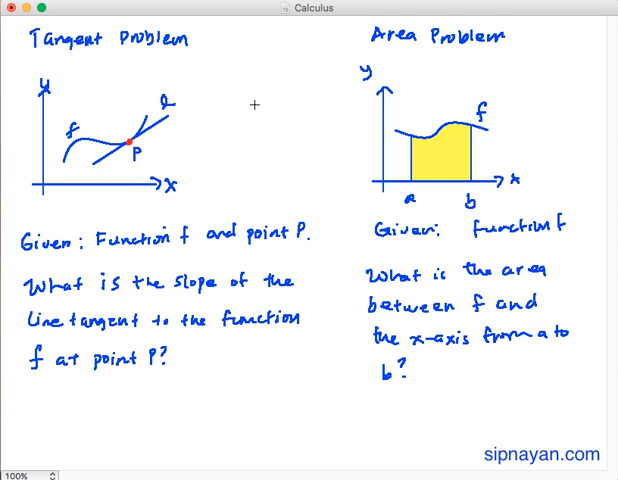 Calculus
Tangent Problem
y
f
l
P
x
Given: Function f and point P.
What is the slope of the
line tangent to the function
f at point P?
Area Problem
y
f
x
a
b
Given: function f
What is the area
between f and
the x-axis from a to
b?
sipnayan.com
100%